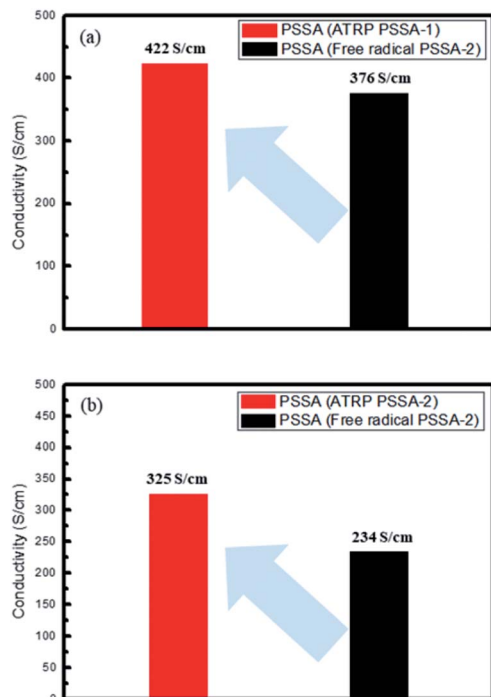 (a)
PSSA (ATRP PSSA-1)
PSSA (Free radical PSSA-2)
422 S/cm
376 S/cm
Conductivity (S/cm)
500
400
300
200
100
0
(b)
PSSA (ATRP PSSA-2)
PSSA (Free radical PSSA-2)
325 S/cm
234 S/cm
Conductivity (S/cm)
500
450
400
350
300
250
200
150
100
50
0